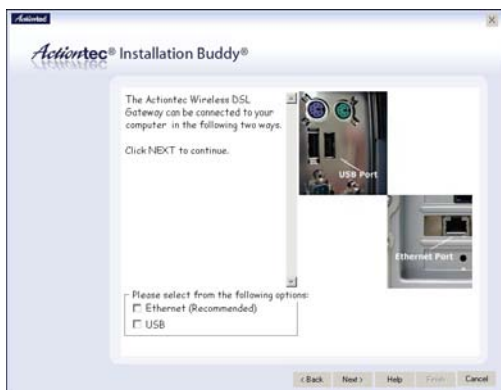 Actiontec
X
Actiontec® Installation Buddy®
The Actiontec Wireless DSL
Gateway can be connected to your
computer in the following two ways.
Click NEXT to continue.
USB Port
Ethernet Port
Please select from the following options:
Ethernet (Recommended)
USB
< Back Next > Help Finish Cancel